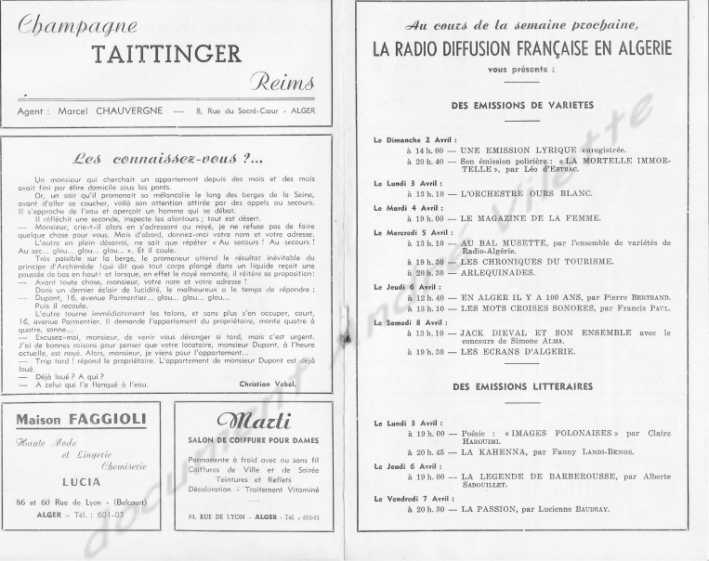 Champagne
TAITTINGER
Reims
Agent : Marcel CHAUVERGNE — 8, Rue du Sacré-Cœur - ALGER
Les connaissez-vous ?...
Un monsieur qui cherchait un appartement depuis des mois et des mois
avait fini par élire domicile sous les ponts.
Or, un soir qu'il promenait sa mélancolie le long des berges de la Seine,
avant d'aller se coucher, voilà son attention attirée par des appels au secours.
Il s'approche de l'eau et aperçoit un homme qui se débat.
Il réfléchit une seconde, inspecte les alentours ; tout est désert.
— Monsieur, crie-t-il alors en s'adressant au noyé, je ne refuse pas de faire
quelque chose pour vous. Mais d'abord, donnez-moi votre nom et votre adresse.
L'autre en plein désarroi, ne sait que répéter « Au secours ! Au secours !
Au sec... glou... glou... glou... ». Et il coule.
Très paisible sur la berge, le promeneur attend le résultat inévitable du
principe d'Archimède (qui dit que tout corps plongé dans un liquide reçoit une
poussée de bas en haut) et lorsque, en effet le noyé remonte, il réitère sa proposition :
— Avant toute chose, monsieur, votre nom et votre adresse !
Dans un dernier éclair de lucidité, le malheureux a le temps de répondre ;
— Dupont, 16, avenue Parmentier... glou... glou... glou...
Puis il recoule.
L'autre tourne immédiatement les talons, et sans plus s'en occuper, court,
16, avenue Parmentier. Il demande l'appartement du propriétaire, monte quatre à
quatre, sonne...
— Excusez-moi, monsieur, de venir vous déranger si tard, mais c'est urgent.
J'ai de bonnes raisons pour penser que votre locataire, monsieur Dupont, à l'heure
actuelle, est noyé. Alors, monsieur, je viens pour l'appartement...
— Trop tard ! répond le propriétaire. L'appartement de monsieur Dupont est déjà
loué.
— Déjà loué ? A qui ?
— A celui qui l'a flanqué à l'eau.
Christian Vebel.
Maison FAGGIOLI
Haute Mode
et Lingerie
Chemiserie
LUCIA
86 et 60 Rue de Lyon - (Belcourt)
ALGER - Tél. : 601-03
Marti
SALON DE COIFFURE POUR DAMES
Permanente à froid avec ou sans fil
Coiffures de Ville et de Soirée
Teintures et Reflets
Décoloration - Traitement Vitaminé
RUE DE LYON - ALGER - Tél. :
Au cours de la semaine prochaine,
LA RADIO DIFFUSION FRANÇAISE EN ALGERIE
vous présente :
DES EMISSIONS DE VARIETES
Le Dimanche 2 Avril :
à 14 h. 00 — UNE EMISSION LYRIQUE enregistrée.
à 20 h. 40 — Son émission policière : « LA MORTELLE IMMOR-
TELLE », par Léo d'ESTRAC.
Le Lundi 3 Avril :
à 13 h. 10 — L'ORCHESTRE OURS BLANC.
Le Mardi 4 Avril :
à 19 h. 00 — LE MAGAZINE DE LA FEMME.
Le Mercredi 5 Avril :
à 13 h. 10 — AU BAL MUSETTE, par l'ensemble de variétés de
Radio-Algérie.
à 19 h. 30 — LES CHRONIQUES DU TOURISME.
à 20 h. 30 — ARLEQUINADES.
Le Jeudi 6 Avril :
à 12 h. 40 — EN ALGER IL Y A 100 ANS, par Pierre BERTRAND.
à 13 h. 10 — LES MOTS CROISES SONORES, par Francis PAUL.
Le Samedi 8 Avril :
à 13 h. 10 — JACK DIEVAL ET SON ENSEMBLE avec le
concours de Simone ALMA.
à 19 h. 30 — LES ECRANS D'ALGERIE.
DES EMISSIONS LITTERAIRES
Le Lundi 3 Avril :
à 19 h. 00 — Poésie : « IMAGES POLONAISES » par Claire
à 20 h. 45 — LA KAHENNA, par Fanny
Le Jeudi 6 Avril :
à 19 h. 00 — LA LEGENDE DE BARBEROUSSE, par Alberte
SADOUILLET.
Le Vendredi 7 Avril :
à 20 h. 30 — LA PASSION, par Lucienne
document André Villette